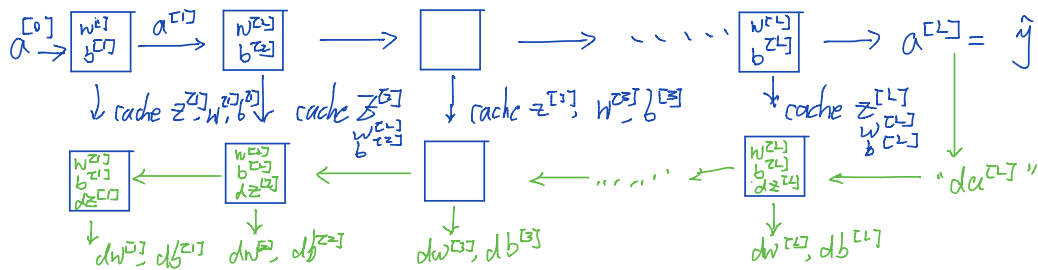 a[0] → w[1] b[1] a[1] → w[2] b[2] → → ..... w[L] b[L] → a[L] = ŷ
↓ cache z[1], w[1], b[1] ↓ cache z[2] w[2] b[2] ↓ cache z[3], w[3], b[3] ↓ cache z[L] w[L] b[L]
w[1] b[1] dz[1] ← w[2] b[2] dz[2] ← ← ..... ← w[L] b[L] dz[L] ← "da[L]"
↓ dw[1], db[1] ↓ dw[2], db[2] ↓ dw[3], db[3] ↓ dw[L], db[L]